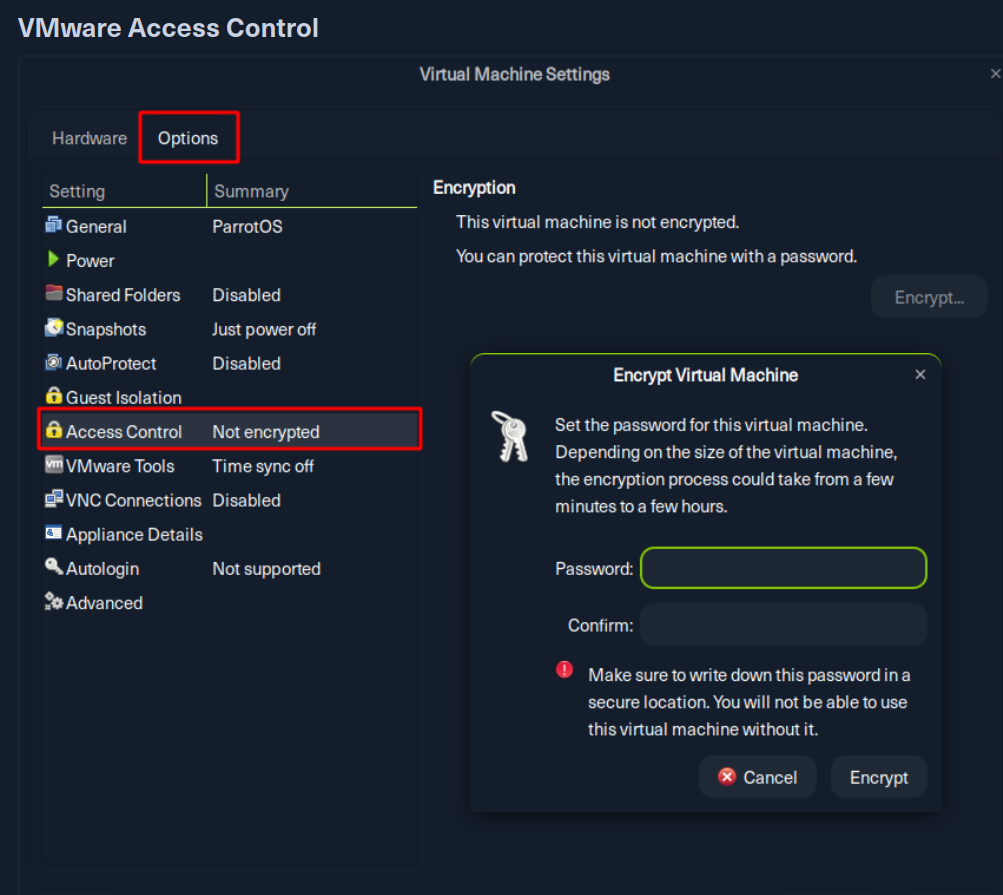 VMware Access Control
Virtual Machine Settings
Hardware Options
Setting Summary
General ParrotOS
Power
Shared Folders Disabled
Snapshots Just power off
AutoProtect Disabled
Guest Isolation
Access Control Not encrypted
VMware Tools Time sync off
VNC Connections Disabled
Appliance Details
Autologin Not supported
Advanced
Encryption
This virtual machine is not encrypted.
You can protect this virtual machine with a password.
Encrypt...
Encrypt Virtual Machine
Set the password for this virtual machine.
Depending on the size of the virtual machine,
the encryption process could take from a few
minutes to a few hours.
Password:
Confirm:
Make sure to write down this password in a
secure location. You will not be able to use
this virtual machine without it.
Cancel Encrypt